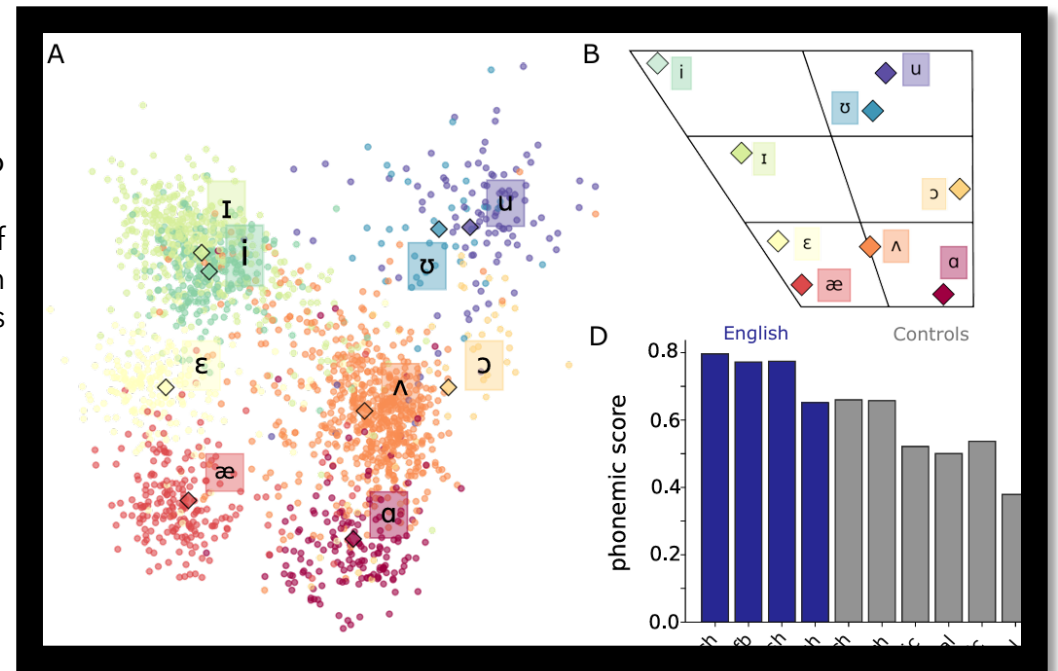 A
ɪ
i
u
ʊ
ɛ
ʌ
ɔ
æ
ɑ
B
i
u
ʊ
ɪ
ɔ
ɛ
ʌ
ɑ
æ
D
English
Controls
phonemic score
0.8
0.6
0.4
0.2
0.0